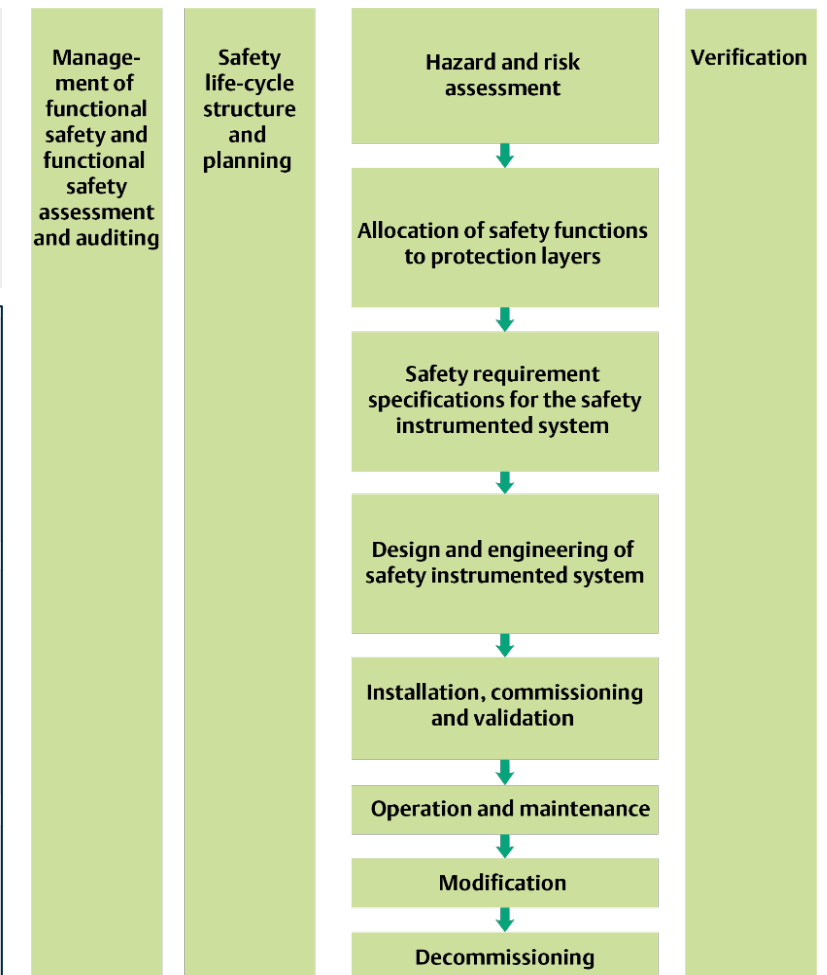 Manage-
ment of
functional
safety and
functional
safety
assessment
and auditing
Safety
life-cycle
structure
and
planning
Hazard and risk
assessment
Allocation of safety functions
to protection layers
Safety requirement
specifications for the safety
instrumented system
Design and engineering of
safety instrumented system
Installation, commissioning
and validation
Operation and maintenance
Modification
Decommissioning
Verification